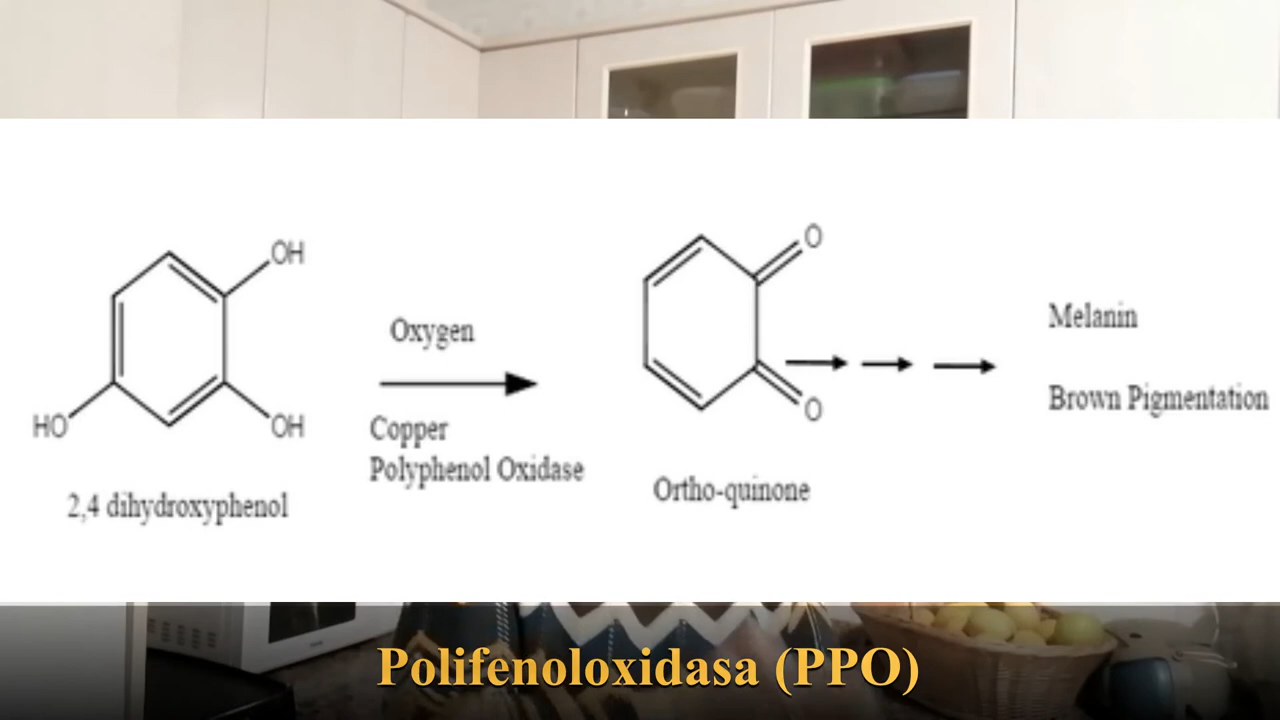 OH
HO
OH
2,4 dihydroxyphenol
Oxygen
Copper
Polyphenol Oxidase
O
O
Ortho-quinone
Melanin
Brown Pigmentation
Polifenoloxidasa (PPO)